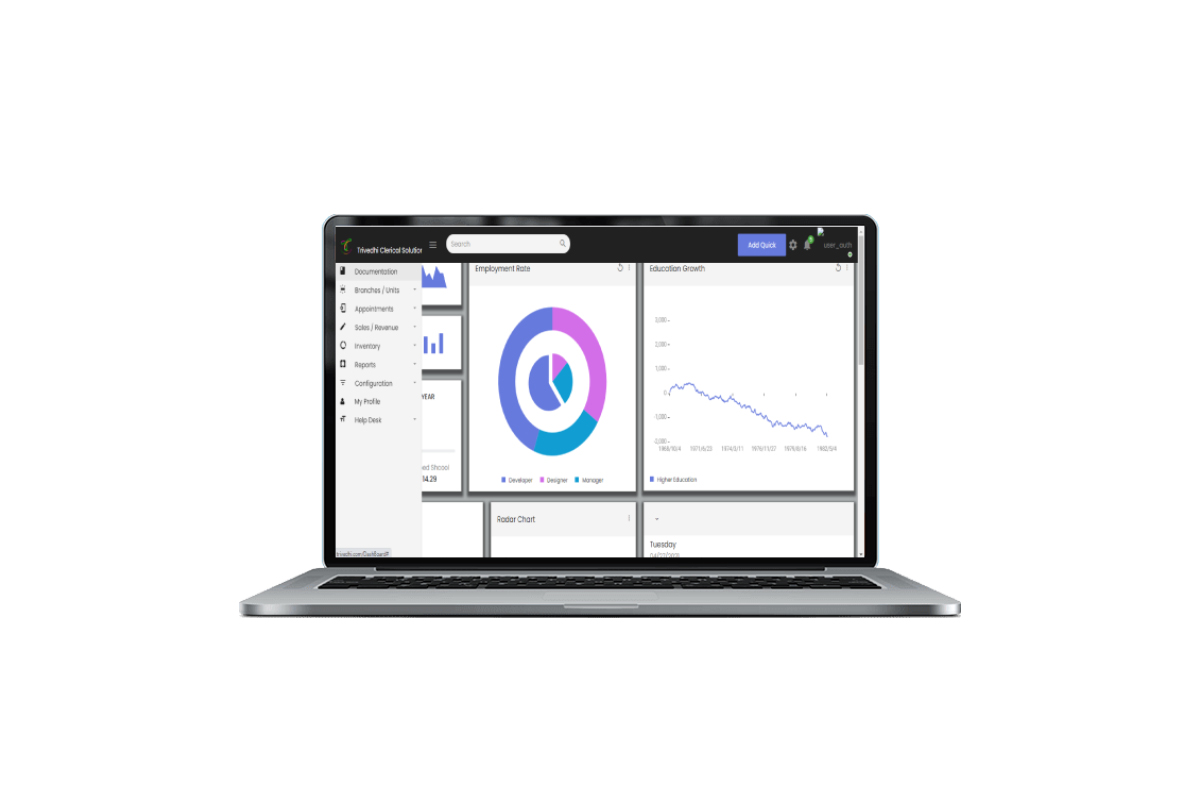 Trivedhi Clerical Solution
Search
Add Quick
user_auth
Documentation
Branches / Units
Appointments
Sales / Revenue
Inventory
Reports
Configuration
My Profile
Help Desk
YEAR
ed Shcool
14.29
Employment Rate
Developer Designer Manager
Education Growth
3,000
2,000
1,000
0
-1,000
-2,000
1968/10/4 1971/6/23 1974/3/11 1976/11/27 1979/8/16 1982/5/4
Higher Education
Radar Chart
Tuesday
trivedhi.com/DashBoard#